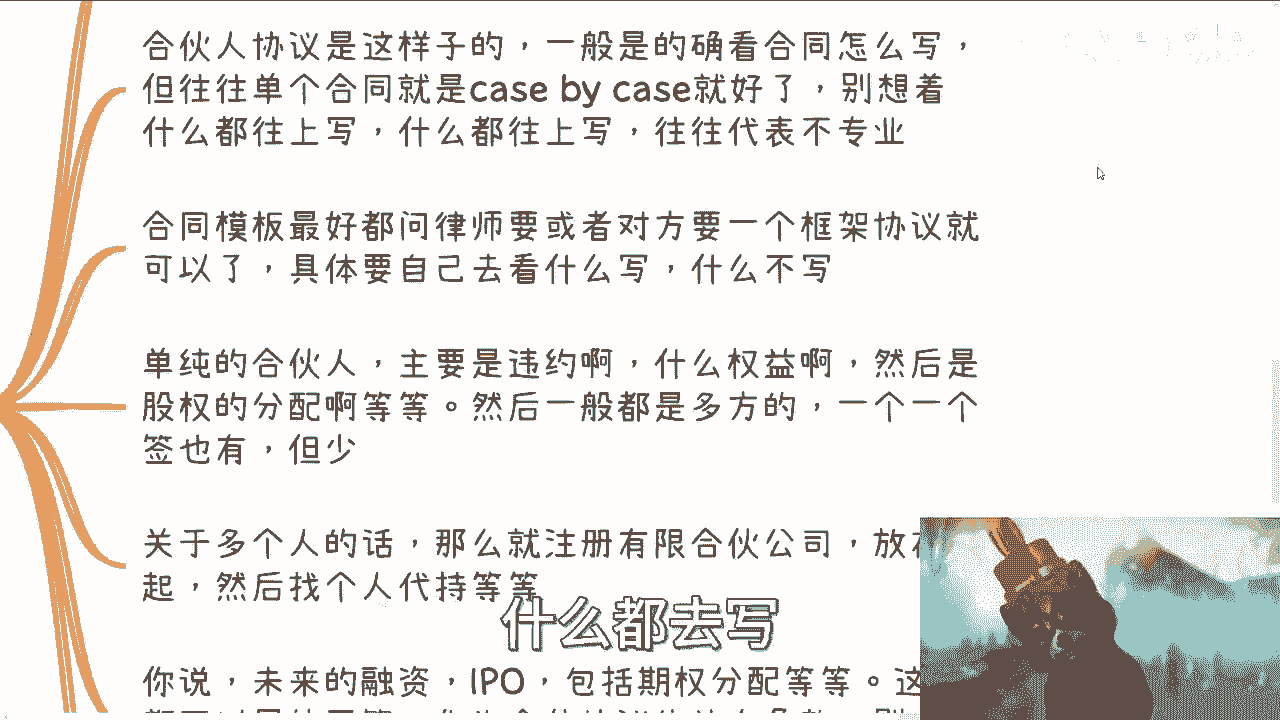 合伙人协议是这样子的，一般是的确看合同怎么写，
但往往单个合同就是case by case就好了，别想着
什么都往上写，什么都往上写，往往代表不专业
合同模板最好都问律师要或者对方要一个框架协议就
可以了，具体要自己去看什么写，什么不写
单纯的合伙人，主要是违约啊，什么权益啊，然后是
股权的分配啊等等。然后一般都是多方的，一个一个
签也有，但少
关于多个人的话，那么就注册有限合伙公司，放
起，然后找个人代持等等
什么都去写
你说，未来的融资，IPO，包括期权分配等等。这